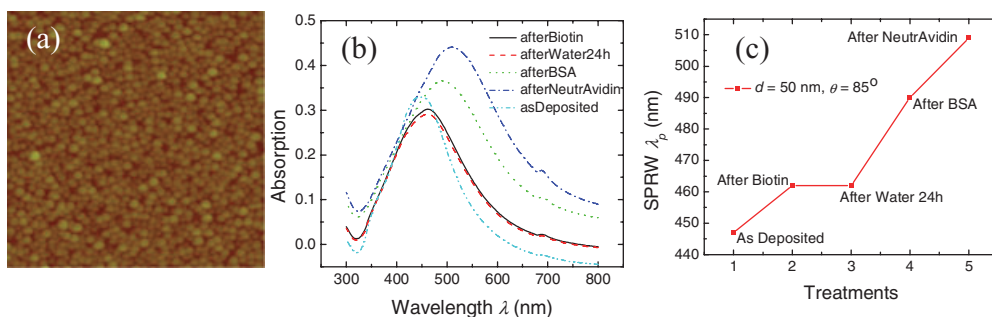 (a)
(b)
afterBiotin
afterWater24h
afterBSA
afterNeutrAvidin
asDeposited
Absorption
0.5
0.4
0.3
0.2
0.1
0.0
300 400 500 600 700 800
Wavelength λ (nm)
(c)
SPRW λp (nm)
510
500
490
480
470
460
450
440
d = 50 nm, θ = 85°
After NeutrAvidin
After BSA
After Biotin
After Water 24h
As Deposited
1 2 3 4 5
Treatments